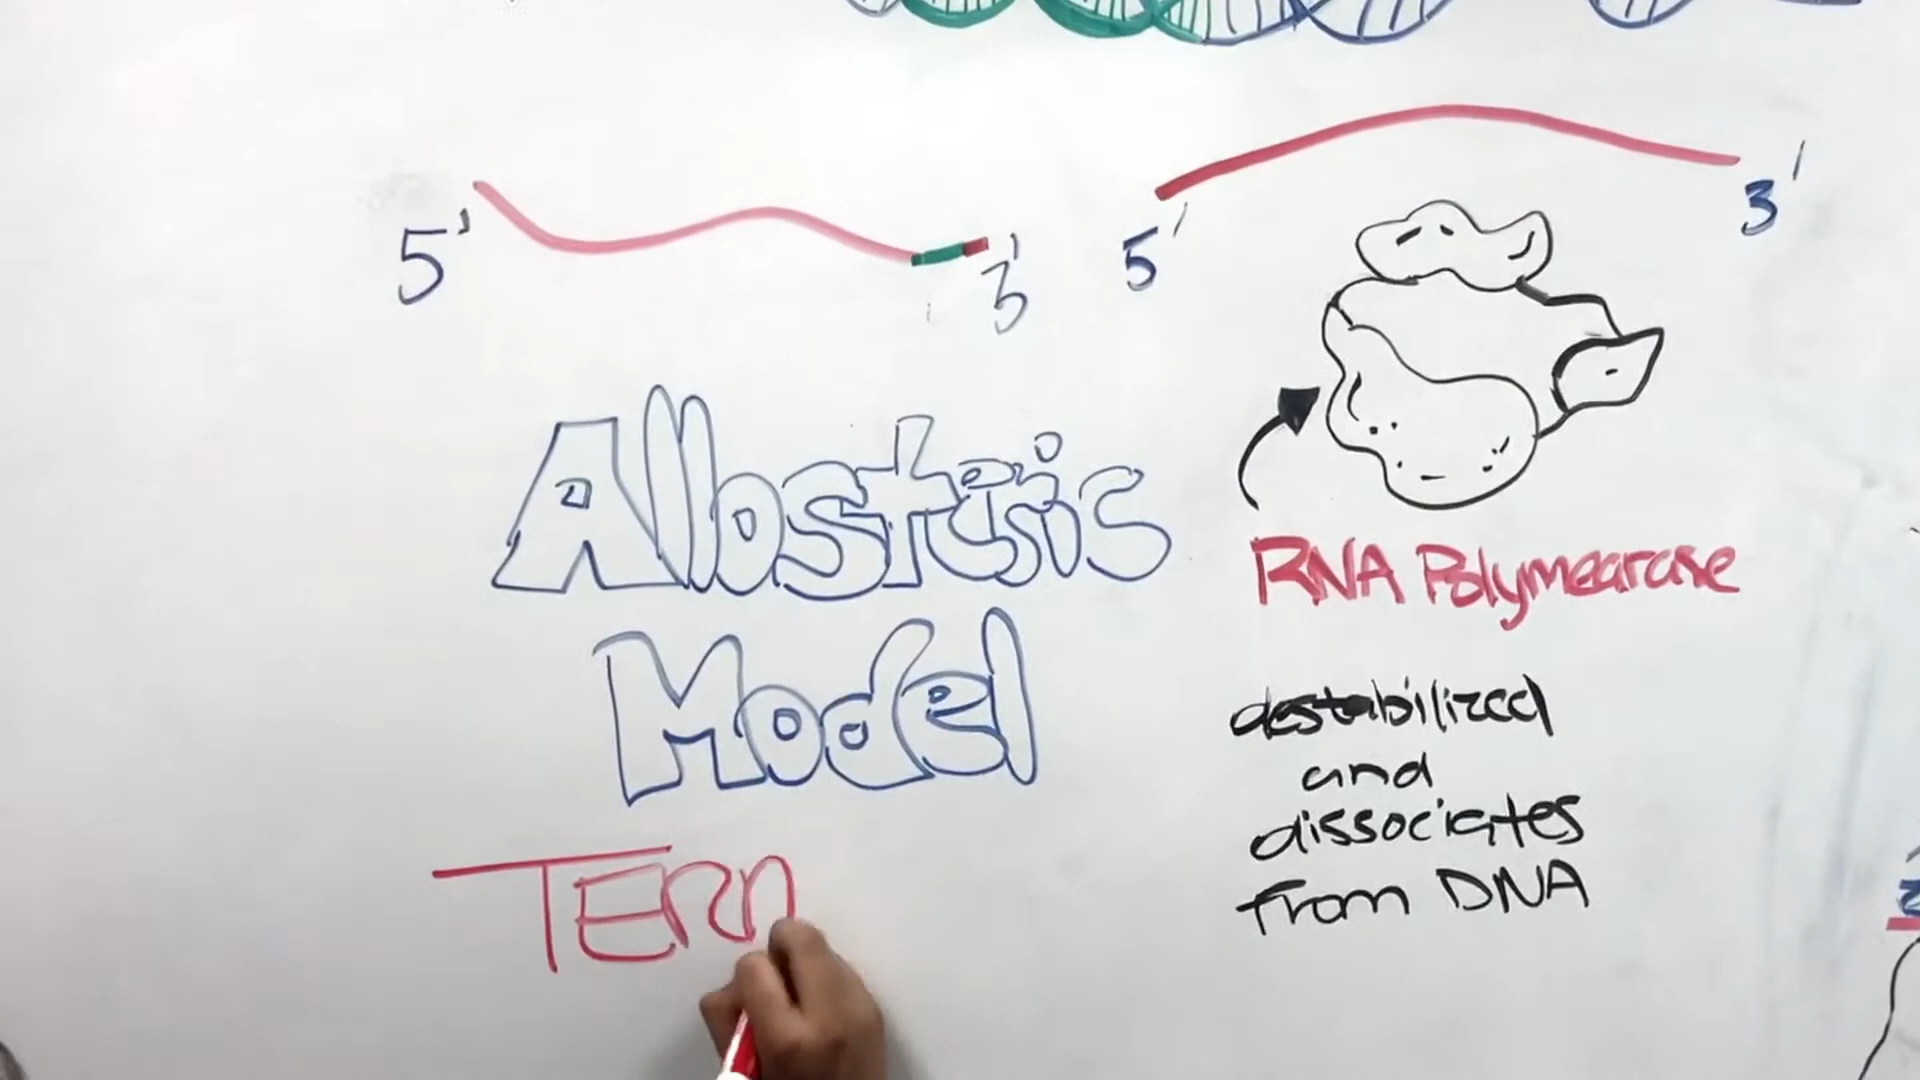 5' 3'
5' 3'
Allosteric
Model
TERM
RNA Polymearase
destabilized
and
dissociates
from DNA